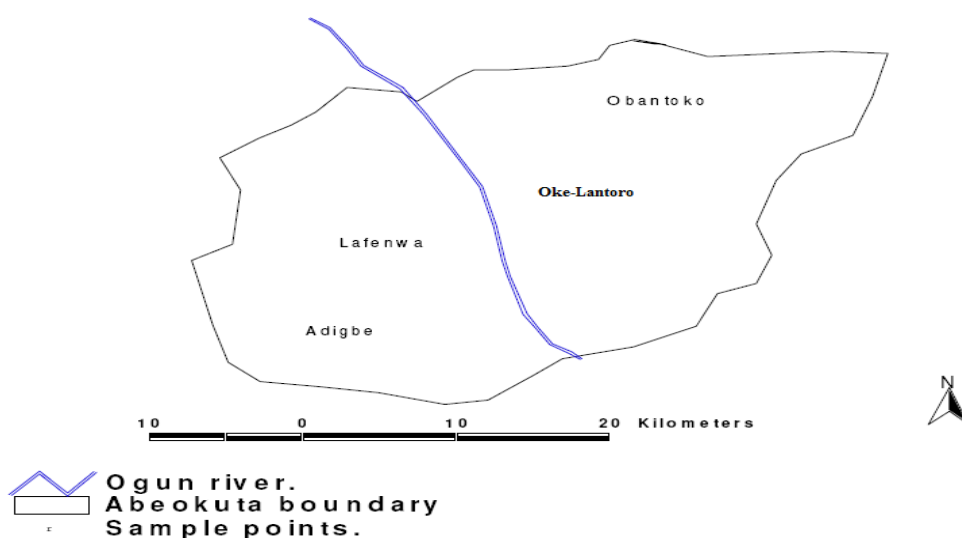 Obantoko
Oke-Lantoro
Lafenwa
Adigbe
N
10 0 10 20 Kilometers
Ogun river.
Abeokuta boundary
Sample points.